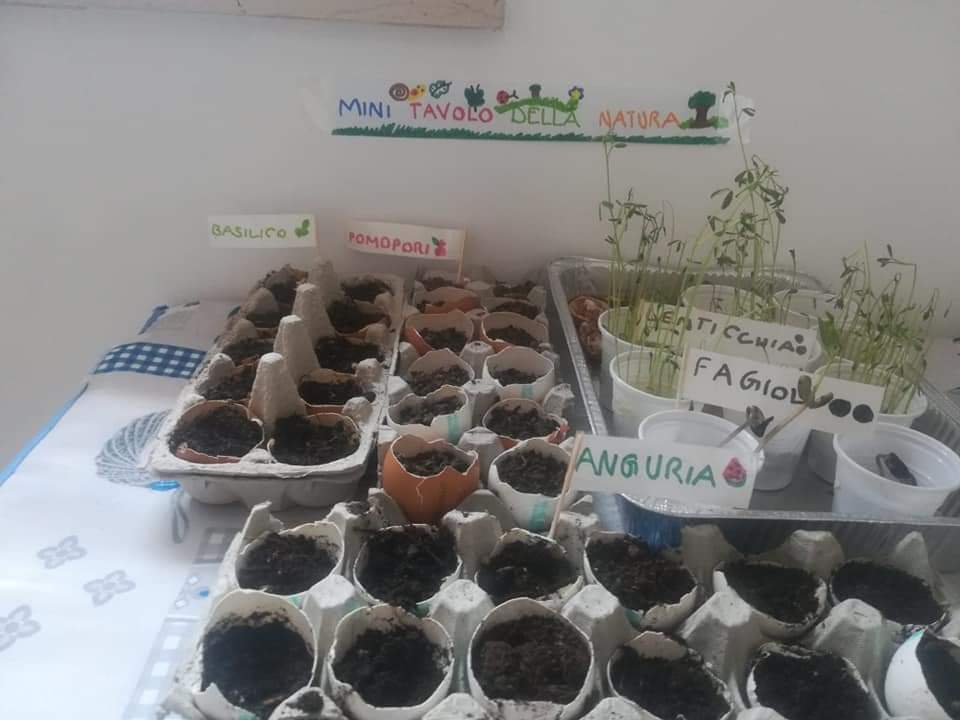 MINI TAVOLO DELLA NATURA
BASILICO
POMODORI
LENTICCHIA
FAGIOLO
ANGURIA